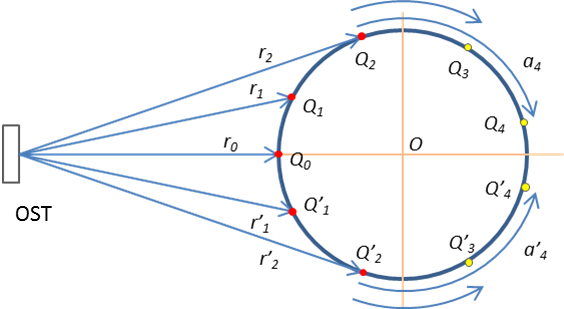 r₂
Q₂
Q₃
a₄
r₁
Q₁
Q₄
r₀
Q₀
O
OST
Q'₁
Q'₄
r'₁
r'₂
Q'₂
Q'₃
a'₄